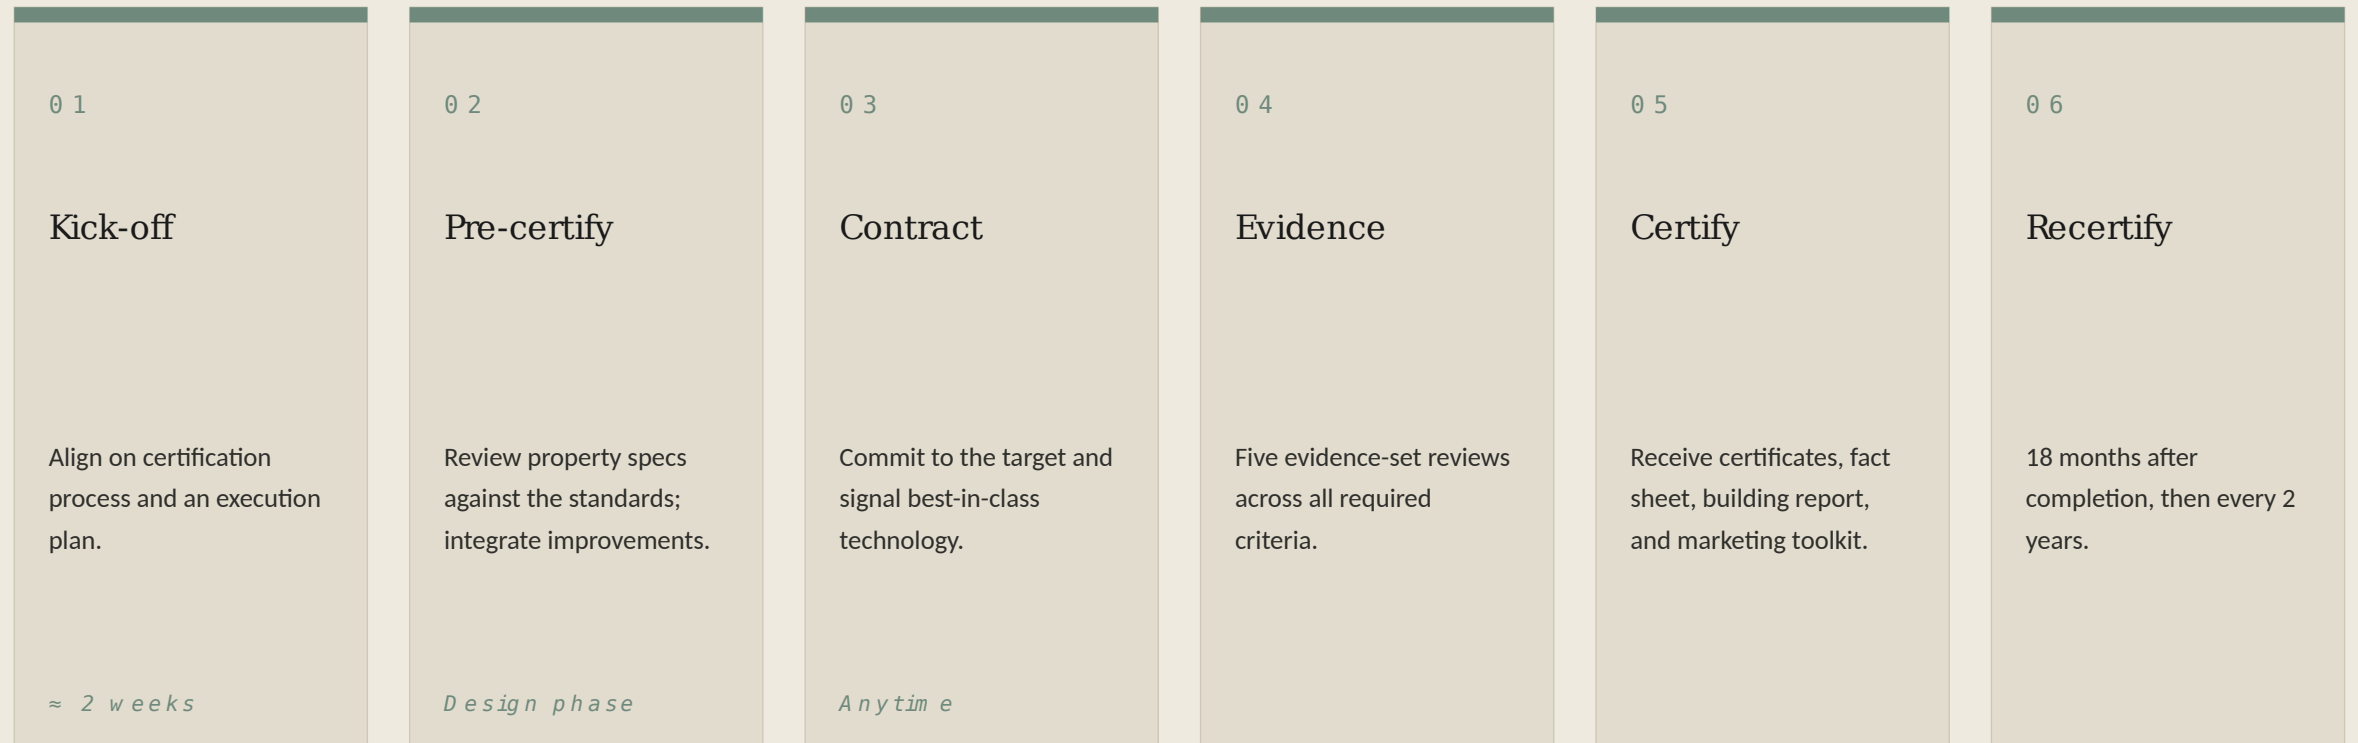 01
Kick-off
Align on certification
process and an execution
plan.
≈ 2 weeks
02
Pre-certify
Review property specs
against the standards;
integrate improvements.
Design phase
03
Contract
Commit to the target and
signal best-in-class
technology.
Anytime
04
Evidence
Five evidence-set reviews
across all required
criteria.
05
Certify
Receive certificates, fact
sheet, building report,
and marketing toolkit.
06
Recertify
18 months after
completion, then every 2
years.